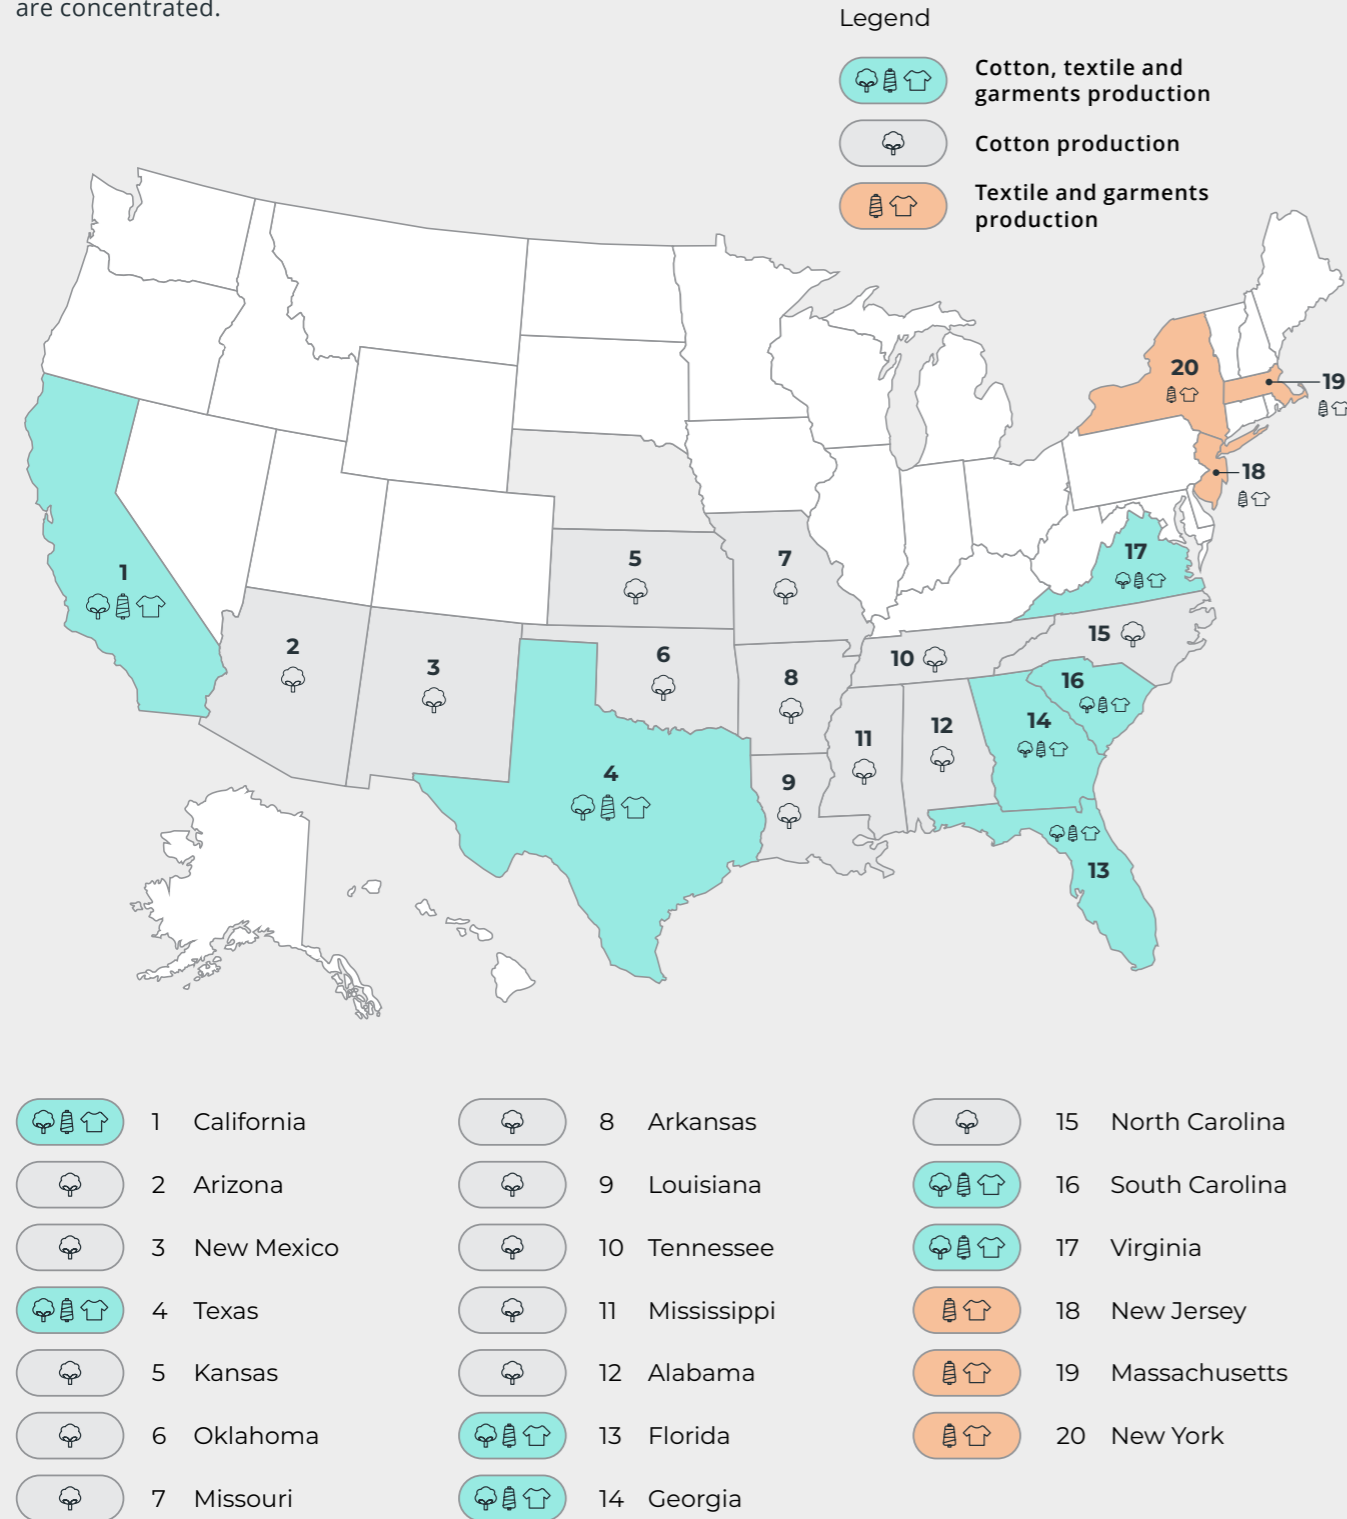 are concentrated.
Legend
Cotton, textile and
garments production
Cotton production
Textile and garments
production
20
19
18
17
1
5
7
15
2
3
6
10
8
16
4
11
12
14
9
13
1 California
2 Arizona
3 New Mexico
4 Texas
5 Kansas
6 Oklahoma
7 Missouri
8 Arkansas
9 Louisiana
10 Tennessee
11 Mississippi
12 Alabama
13 Florida
14 Georgia
15 North Carolina
16 South Carolina
17 Virginia
18 New Jersey
19 Massachusetts
20 New York